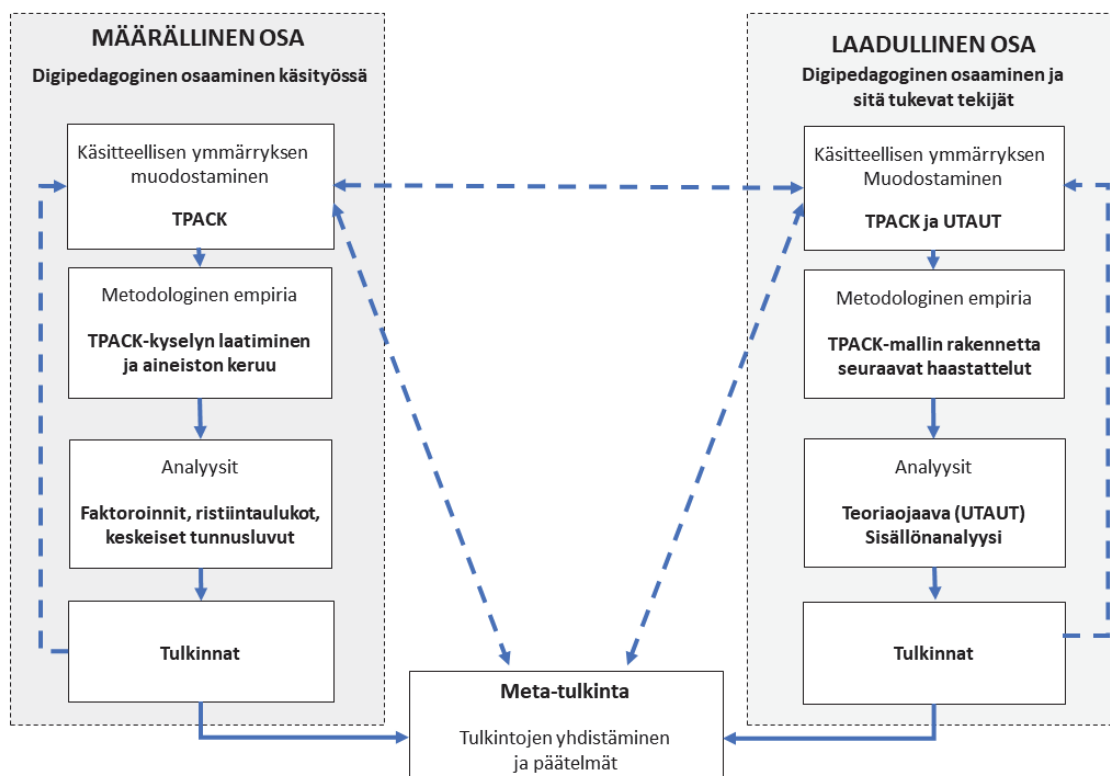 MÄÄRÄLLINEN OSA
Digipedagoginen osaaminen käsityössä
Käsitteellisen ymmärryksen
muodostaminen
TPACK
Metodologinen empiria
TPACK-kyselyn laatiminen
ja aineiston keruu
Analyysit
Faktoroinnit, ristiintaulukot,
keskeiset tunnusluvut
Tulkinnat
LAADULLINEN OSA
Digipedagoginen osaaminen ja
sitä tukevat tekijät
Käsitteellisen ymmärryksen
Muodostaminen
TPACK ja UTAUT
Metodologinen empiria
TPACK-mallin rakennetta
seuraavat haastattelut
Analyysit
Teoriaojaava (UTAUT)
Sisällönanalyysi
Tulkinnat
Meta-tulkinta
Tulkintojen yhdistäminen
ja päätelmät